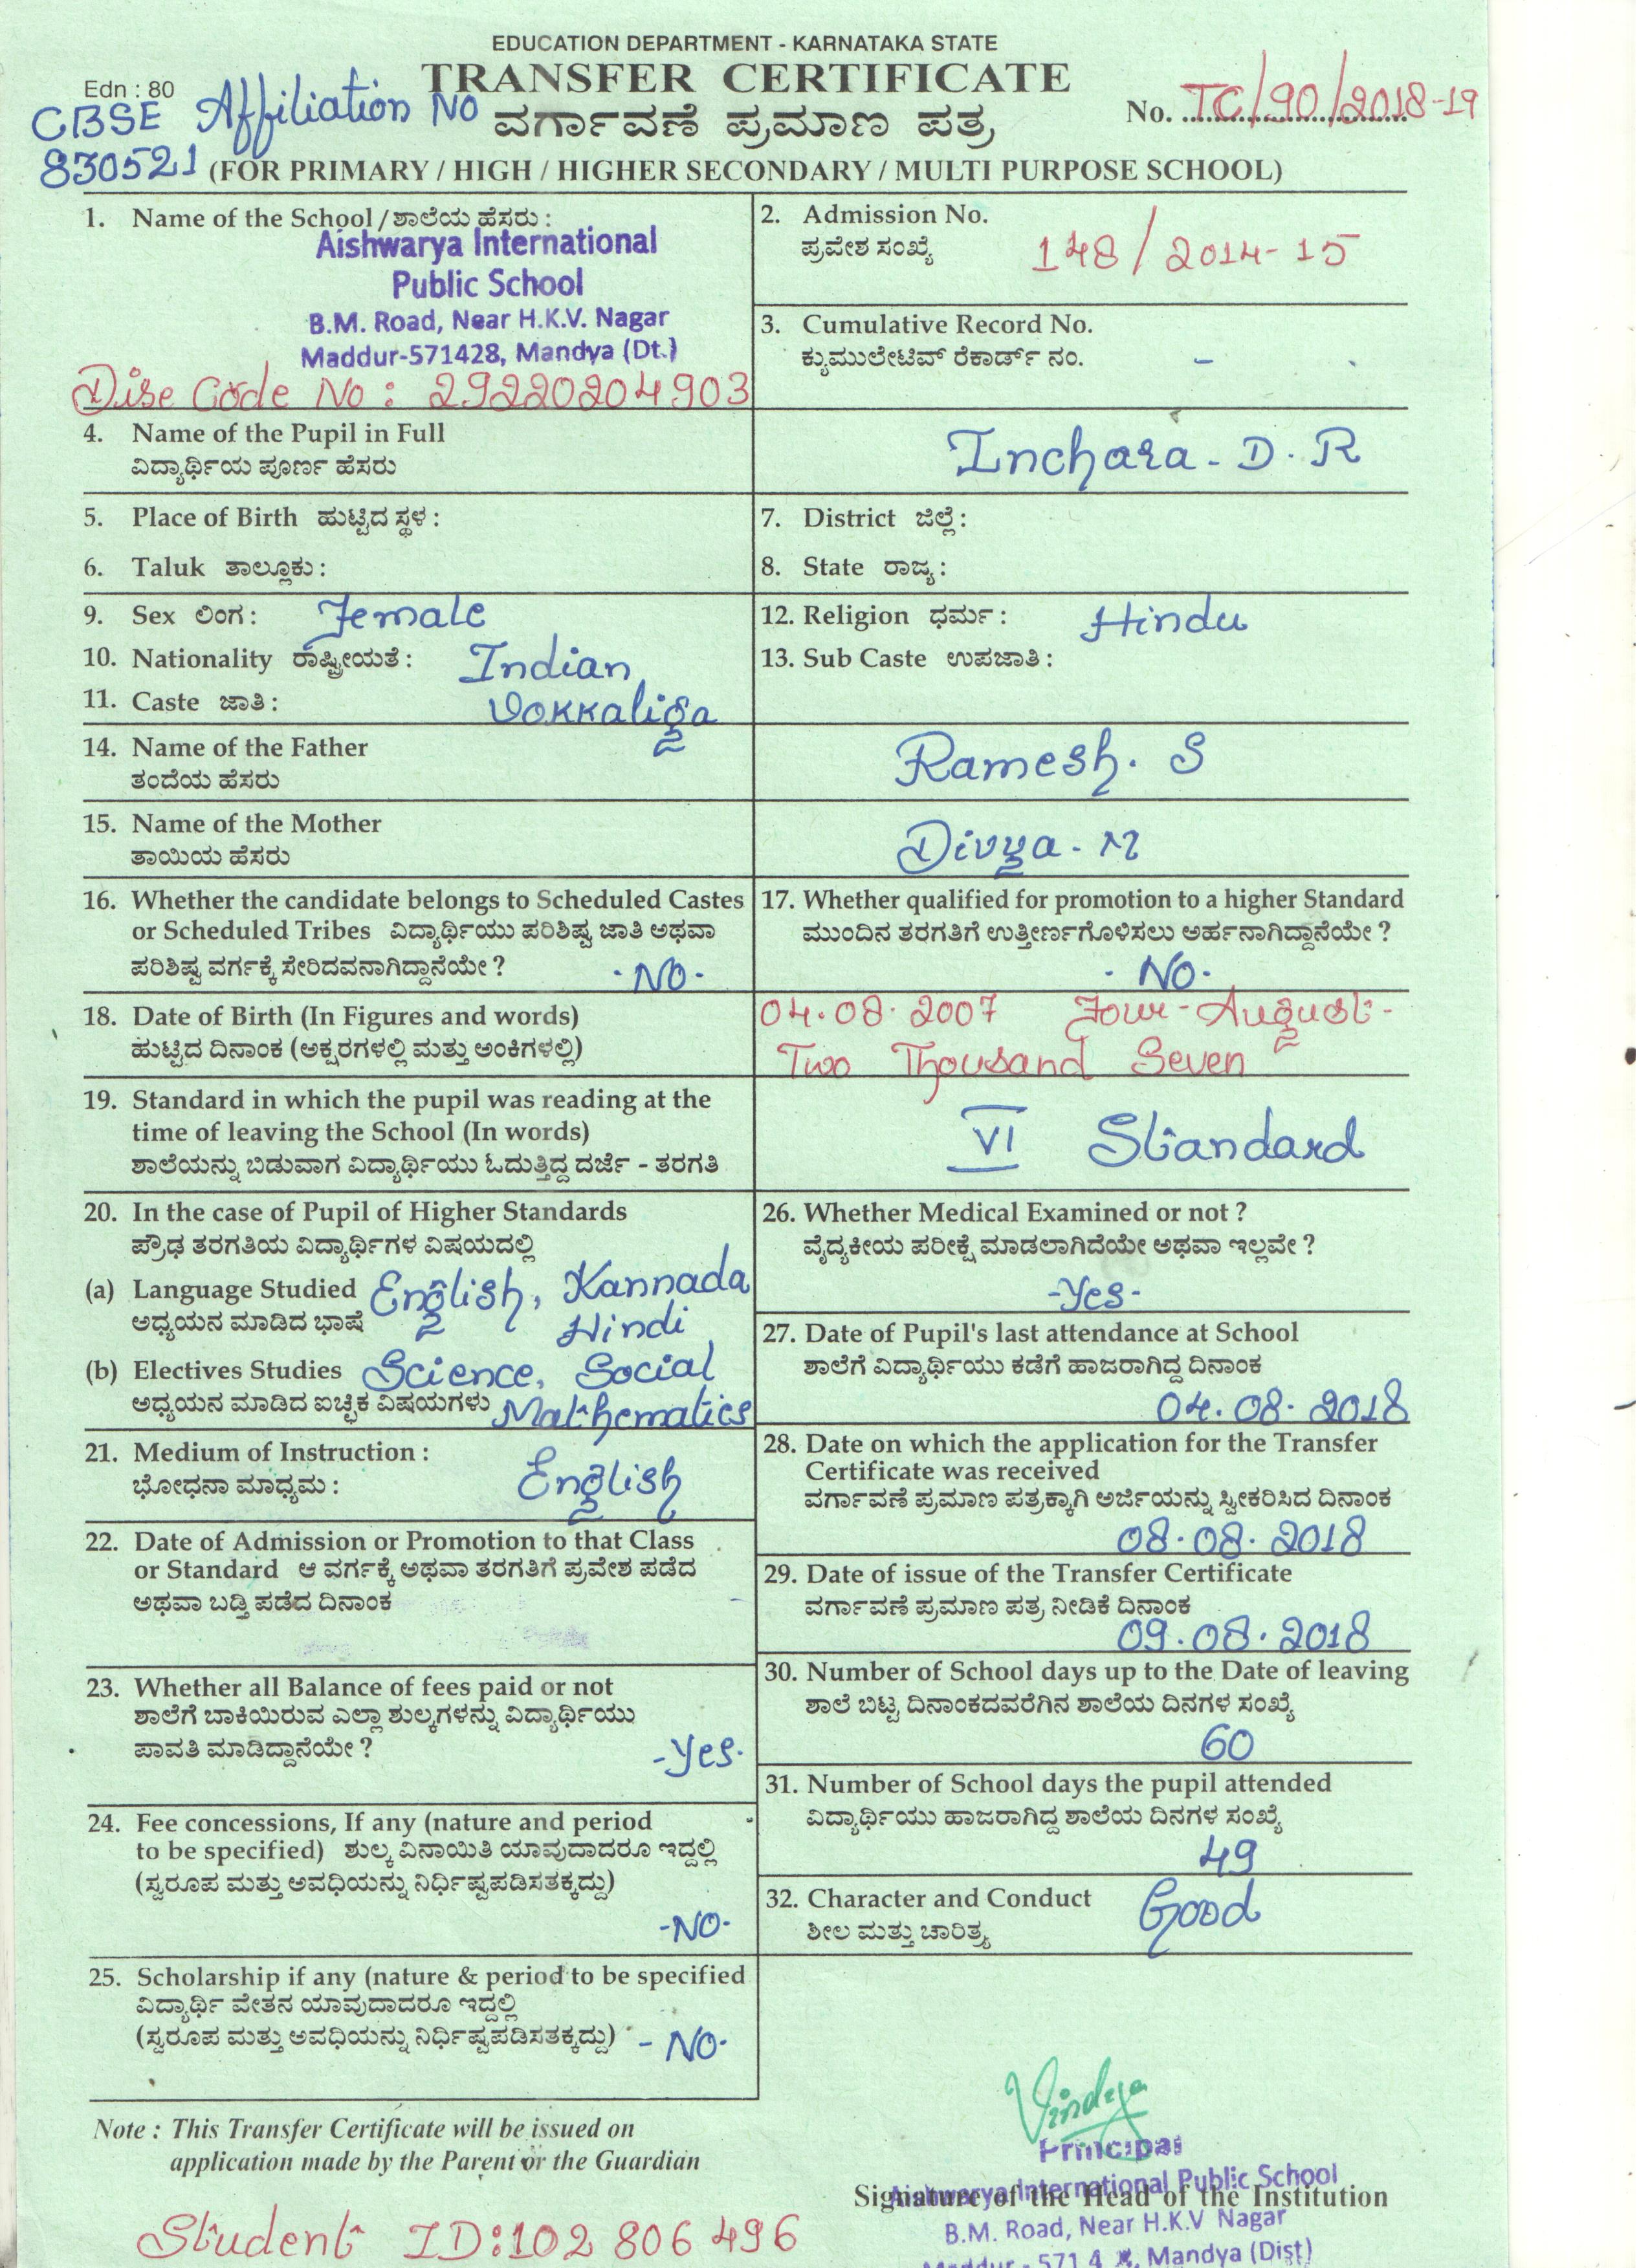 EDUCATION DEPARTMENT - KARNATAKA STATE
Edn : 80
TRANSFER CERTIFICATE
CBSE Affiliation No
830521
ವರ್ಗಾವಣೆ ಪ್ರಮಾಣ ಪತ್ರ
No. TC/90/2018-19
(FOR PRIMARY / HIGH / HIGHER SECONDARY / MULTI PURPOSE SCHOOL)
1. Name of the School / ಶಾಲೆಯ ಹೆಸರು :
Aishwarya International
Public School
B.M. Road, Near H.K.V. Nagar
Maddur-571428, Mandya (Dt.)
Dise Code No : 29220204903
2. Admission No.
ಪ್ರವೇಶ ಸಂಖ್ಯೆ 148 / 2014-15
3. Cumulative Record No.
ಕ್ಯುಮುಲೇಟಿವ್ ರೆಕಾರ್ಡ್ ನಂ. -
4. Name of the Pupil in Full
ವಿದ್ಯಾರ್ಥಿಯ ಪೂರ್ಣ ಹೆಸರು
Inchara - D. R
5. Place of Birth ಹುಟ್ಟಿದ ಸ್ಥಳ :
7. District ಜಿಲ್ಲೆ :
6. Taluk ತಾಲ್ಲೂಕು :
8. State ರಾಜ್ಯ :
9. Sex ಲಿಂಗ : Female
12. Religion ಧರ್ಮ : Hindu
10. Nationality ರಾಷ್ಟ್ರೀಯತೆ : Indian
13. Sub Caste ಉಪಜಾತಿ :
11. Caste ಜಾತಿ : Vokkaliga
14. Name of the Father
ತಂದೆಯ ಹೆಸರು
Ramesh. S
15. Name of the Mother
ತಾಯಿಯ ಹೆಸರು
Divya - M
16. Whether the candidate belongs to Scheduled Castes
or Scheduled Tribes ವಿದ್ಯಾರ್ಥಿಯು ಪರಿಶಿಷ್ಟ ಜಾತಿ ಅಥವಾ
ಪರಿಶಿಷ್ಟ ವರ್ಗಕ್ಕೆ ಸೇರಿದವನಾಗಿದ್ದಾನೆಯೇ ? - NO -
17. Whether qualified for promotion to a higher Standard
ಮುಂದಿನ ತರಗತಿಗೆ ಉತ್ತೀರ್ಣಗೊಳಿಸಲು ಅರ್ಹನಾಗಿದ್ದಾನೆಯೇ ?
- NO -
18. Date of Birth (In Figures and words)
ಹುಟ್ಟಿದ ದಿನಾಂಕ (ಅಕ್ಷರಗಳಲ್ಲಿ ಮತ್ತು ಅಂಕಿಗಳಲ್ಲಿ)
04.08.2007 Four - August -
Two Thousand Seven
19. Standard in which the pupil was reading at the
time of leaving the School (In words)
ಶಾಲೆಯನ್ನು ಬಿಡುವಾಗ ವಿದ್ಯಾರ್ಥಿಯು ಓದುತ್ತಿದ್ದ ದರ್ಜೆ - ತರಗತಿ
VI Standard
20. In the case of Pupil of Higher Standards
ಪ್ರೌಢ ತರಗತಿಯ ವಿದ್ಯಾರ್ಥಿಗಳ ವಿಷಯದಲ್ಲಿ
(a) Language Studied English, Kannada
ಅಧ್ಯಯನ ಮಾಡಿದ ಭಾಷೆ Hindi
(b) Electives Studies Science, Social
ಅಧ್ಯಯನ ಮಾಡಿದ ಐಚ್ಛಿಕ ವಿಷಯಗಳು Mathematics
21. Medium of Instruction :
ಭೋಧನಾ ಮಾಧ್ಯಮ : English
22. Date of Admission or Promotion to that Class
or Standard ಆ ವರ್ಗಕ್ಕೆ ಅಥವಾ ತರಗತಿಗೆ ಪ್ರವೇಶ ಪಡೆದ
ಅಥವಾ ಬಡ್ತಿ ಪಡೆದ ದಿನಾಂಕ -
23. Whether all Balance of fees paid or not
ಶಾಲೆಗೆ ಬಾಕಿಯಿರುವ ಎಲ್ಲಾ ಶುಲ್ಕಗಳನ್ನು ವಿದ್ಯಾರ್ಥಿಯು
ಪಾವತಿ ಮಾಡಿದ್ದಾನೆಯೇ ? - Yes -
24. Fee concessions, If any (nature and period
to be specified) ಶುಲ್ಕ ವಿನಾಯಿತಿ ಯಾವುದಾದರೂ ಇದ್ದಲ್ಲಿ
(ಸ್ವರೂಪ ಮತ್ತು ಅವಧಿಯನ್ನು ನಿರ್ಧಿಷ್ಟಪಡಿಸತಕ್ಕದ್ದು)
- NO -
25. Scholarship if any (nature & period to be specified
ವಿದ್ಯಾರ್ಥಿ ವೇತನ ಯಾವುದಾದರೂ ಇದ್ದಲ್ಲಿ
(ಸ್ವರೂಪ ಮತ್ತು ಅವಧಿಯನ್ನು ನಿರ್ಧಿಷ್ಟಪಡಿಸತಕ್ಕದ್ದು) - NO -
26. Whether Medical Examined or not ?
ವೈದ್ಯಕೀಯ ಪರೀಕ್ಷೆ ಮಾಡಲಾಗಿದೆಯೇ ಅಥವಾ ಇಲ್ಲವೇ ?
- Yes -
27. Date of Pupil's last attendance at School
ಶಾಲೆಗೆ ವಿದ್ಯಾರ್ಥಿಯು ಕಡೆಗೆ ಹಾಜರಾಗಿದ್ದ ದಿನಾಂಕ
04.08.2018
28. Date on which the application for the Transfer
Certificate was received
ವರ್ಗಾವಣೆ ಪ್ರಮಾಣ ಪತ್ರಕ್ಕಾಗಿ ಅರ್ಜಿಯನ್ನು ಸ್ವೀಕರಿಸಿದ ದಿನಾಂಕ
08.08.2018
29. Date of issue of the Transfer Certificate
ವರ್ಗಾವಣೆ ಪ್ರಮಾಣ ಪತ್ರ ನೀಡಿಕೆ ದಿನಾಂಕ
09.08.2018
30. Number of School days up to the Date of leaving
ಶಾಲೆ ಬಿಟ್ಟ ದಿನಾಂಕದವರೆಗಿನ ಶಾಲೆಯ ದಿನಗಳ ಸಂಖ್ಯೆ
60
31. Number of School days the pupil attended
ವಿದ್ಯಾರ್ಥಿಯು ಹಾಜರಾಗಿದ್ದ ಶಾಲೆಯ ದಿನಗಳ ಸಂಖ್ಯೆ
49
32. Character and Conduct Good
ಶೀಲ ಮತ್ತು ಚಾರಿತ್ರ್ಯ
Note : This Transfer Certificate will be issued on
application made by the Parent or the Guardian
Student ID:102 806 496
Vindya
Principal
Aishwarya International Public School
Signature of the Head of the Institution
B.M. Road, Near H.K.V Nagar
Maddur - 571 4 , Mandya (Dist)